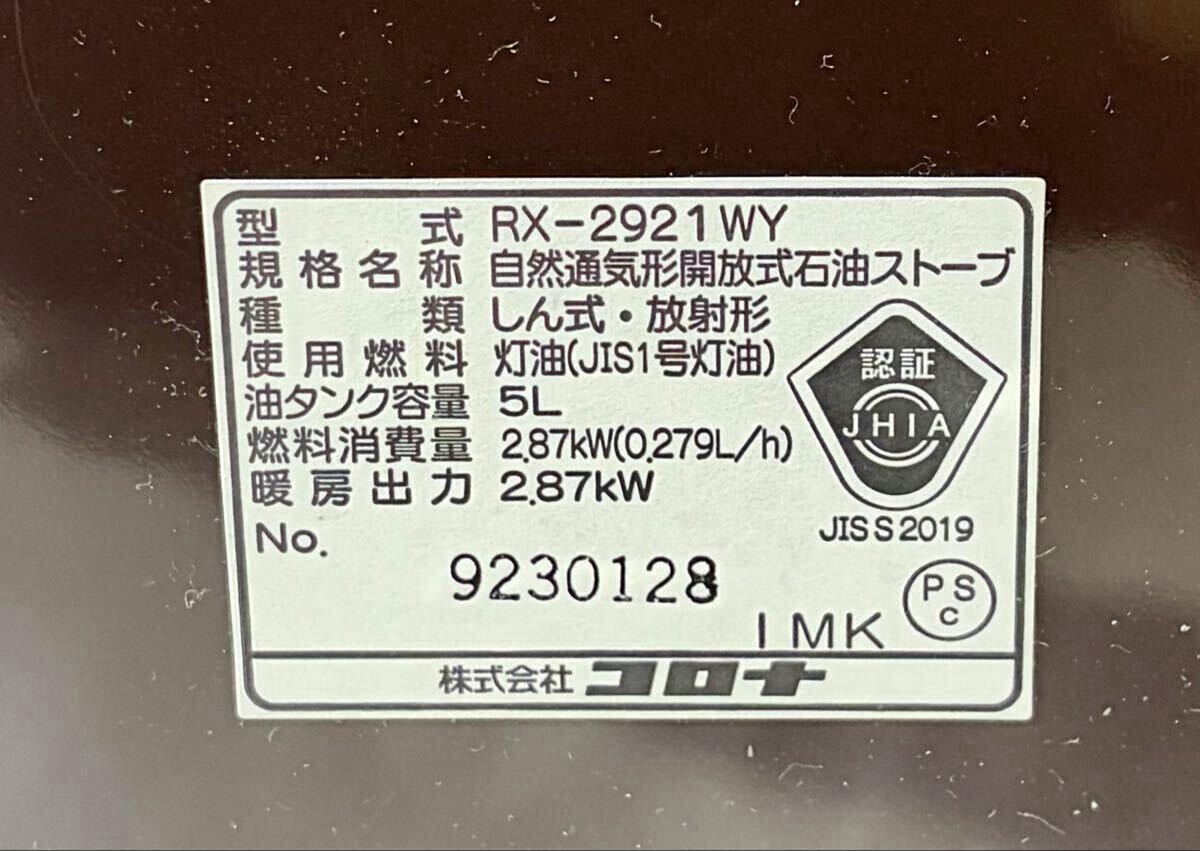 型式 RX-2921WY
規格名称 自然通気形開放式石油ストーブ
種類 しん式・放射形
使用燃料 灯油(JIS1号灯油)
油タンク容量 5L
燃料消費量 2.87kW(0.279L/h)
暖房出力 2.87kW
認証
JHIA
JIS S 2019
No.
9230128
IMK
PS
C
株式会社 コロナ